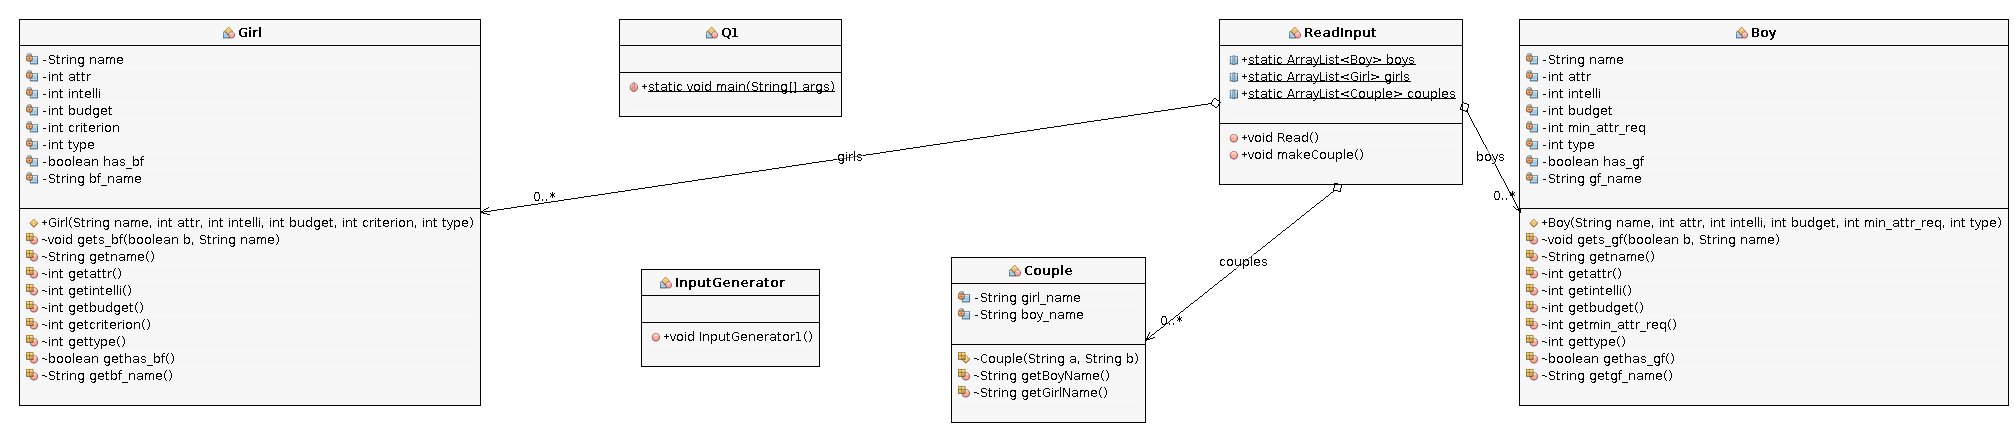 Girl
-String name
-int attr
-int intelli
-int budget
-int criterion
-int type
-boolean has_bf
-String bf_name
+Girl(String name, int attr, int intelli, int budget, int criterion, int type)
~void gets_bf(boolean b, String name)
~String getname()
~int getattr()
~int getintelli()
~int getbudget()
~int getcriterion()
~int gettype()
~boolean gethas_bf()
~String getbf_name()
Q1
+static void main(String[] args)
ReadInput
+static ArrayList<Boy> boys
+static ArrayList<Girl> girls
+static ArrayList<Couple> couples
+void Read()
+void makeCouple()
Boy
-String name
-int attr
-int intelli
-int budget
-int min_attr_req
-int type
-boolean has_gf
-String gf_name
+Boy(String name, int attr, int intelli, int budget, int min_attr_req, int type)
~void gets_gf(boolean b, String name)
~String getname()
~int getattr()
~int getintelli()
~int getbudget()
~int getmin_attr_req()
~int gettype()
~boolean gethas_gf()
~String getgf_name()
girls
0..*
boys
0..*
couples
0..*
InputGenerator
+void InputGenerator1()
Couple
-String girl_name
-String boy_name
~Couple(String a, String b)
~String getBoyName()
~String getGirlName()